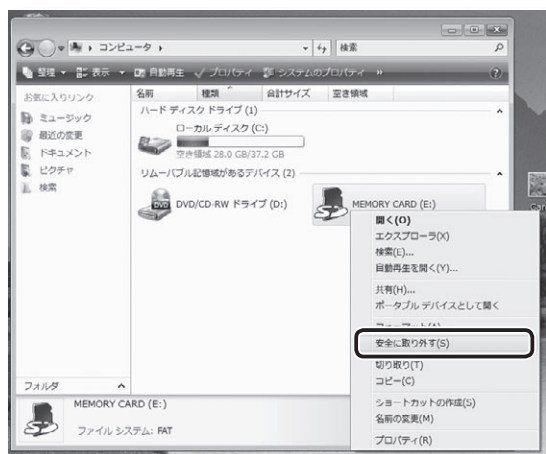 コンピュータ
検索
整理 表示 自動再生 プロパティ システムのプロパティ »
お気に入りリンク
ミュージック
最近の変更
ドキュメント
ピクチャ
検索
フォルダ
名前 種類 合計サイズ 空き領域
ハード ディスク ドライブ (1)
ローカル ディスク (C:)
空き領域 28.0 GB/37.2 GB
リムーバブル記憶域があるデバイス (2)
DVD/CD-RW ドライブ (D:)
MEMORY CARD (E:)
開く(O)
エクスプローラ(X)
検索(E)...
自動再生を開く(Y)...
共有(H)...
ポータブル デバイスとして開く
フォーマット(A)...
安全に取り外す(S)
切り取り(T)
コピー(C)
ショートカットの作成(S)
名前の変更(M)
プロパティ(R)
MEMORY CARD (E:)
ファイル システム: FAT